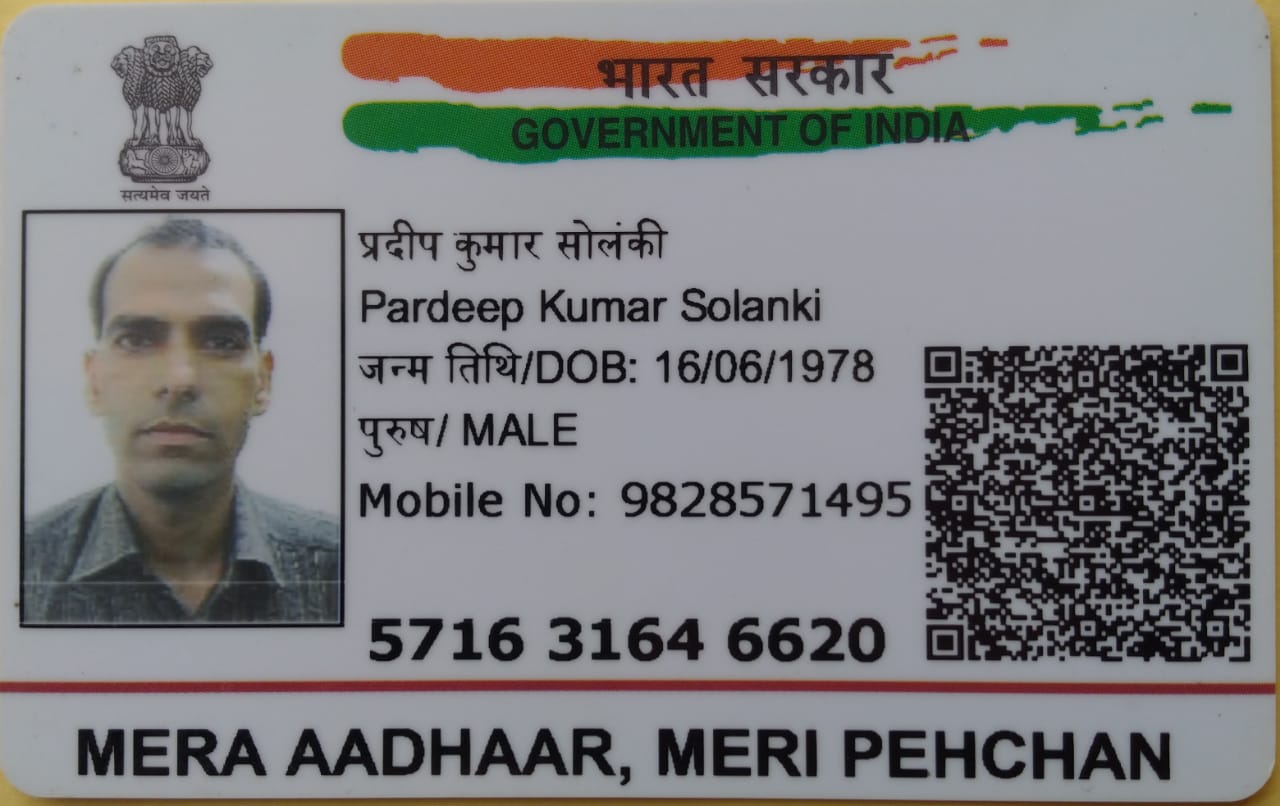 भारत सरकार
GOVERNMENT OF INDIA
सत्यमेव जयते
प्रदीप कुमार सोलंकी
Pardeep Kumar Solanki
जन्म तिथि/DOB: 16/06/1978
पुरुष/ MALE
Mobile No: 9828571495
5716 3164 6620
MERA AADHAAR, MERI PEHCHAN